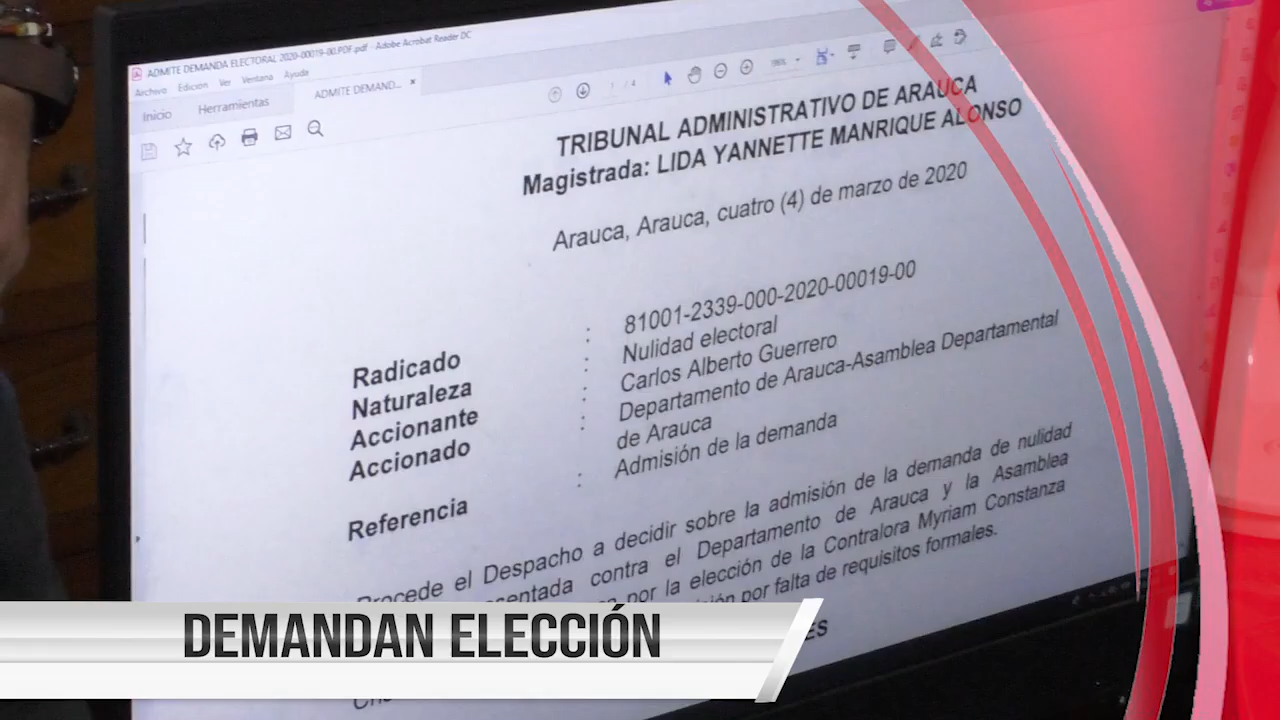 ADMITE DEMANDA ELECTORAL 2020-00019-00.PDF.pdf - Adobe Acrobat Reader DC
Archivo Edición Ver Ventana Ayuda
Inicio Herramientas ADMITE DEMAND... ×
TRIBUNAL ADMINISTRATIVO DE ARAUCA
Magistrada: LIDA YANNETTE MANRIQUE ALONSO
Arauca, Arauca, cuatro (4) de marzo de 2020
Radicado : 81001-2339-000-2020-00019-00
Naturaleza : Nulidad electoral
Accionante : Carlos Alberto Guerrero
Accionado : Departamento de Arauca-Asamblea Departamental
de Arauca
Referencia : Admisión de la demanda
Procede el Despacho a decidir sobre la admisión de la demanda de nulidad
contra el Departamento de Arauca y la Asamblea
por la elección de la Contralora Myriam Constanza
por falta de requisitos formales.
DEMANDAN ELECCIÓN